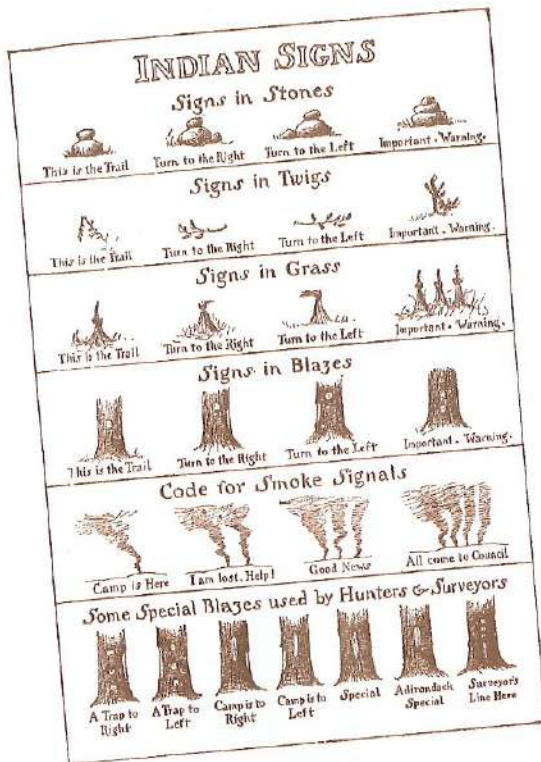 INDIAN SIGNS
Signs in Stones
This is the Trail
Turn to the Right
Turn to the Left
Important. Warning.
Signs in Twigs
This is the Trail
Turn to the Right
Turn to the Left
Important. Warning.
Signs in Grass
This is the Trail
Turn to the Right
Turn to the Left
Important. Warning.
Signs in Blazes
This is the Trail
Turn to the Right
Turn to the Left
Important. Warning.
Code for Smoke Signals
Camp is Here
I am lost. Help!
Good News
All come to Council
Some Special Blazes used by Hunters & Surveyors
A Trap to
Right
A Trap to
Left
Camp is to
Right
Camp is to
Left
Special
Adirondack
Special
Surveyor's
Line Here